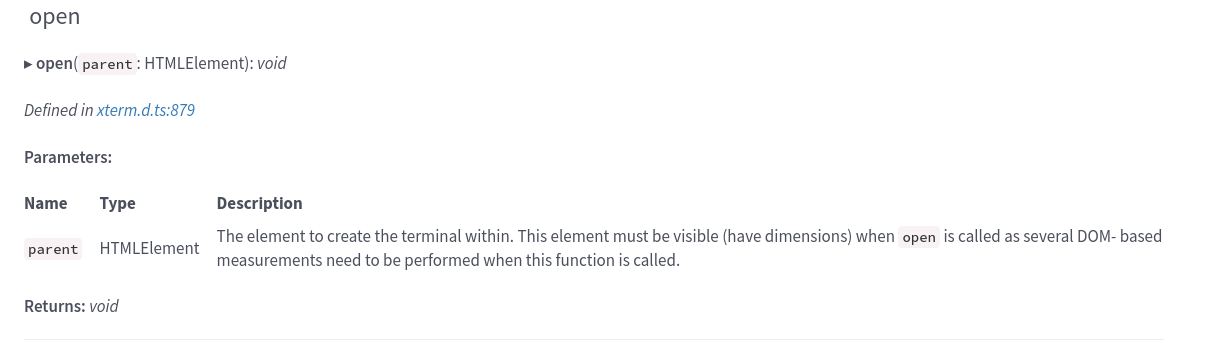 open
▸ open(parent: HTMLElement): void
Defined in xterm.d.ts:879
Parameters:
Name Type Description
parent HTMLElement The element to create the terminal within. This element must be visible (have dimensions) when open is called as several DOM- based
measurements need to be performed when this function is called.
Returns: void